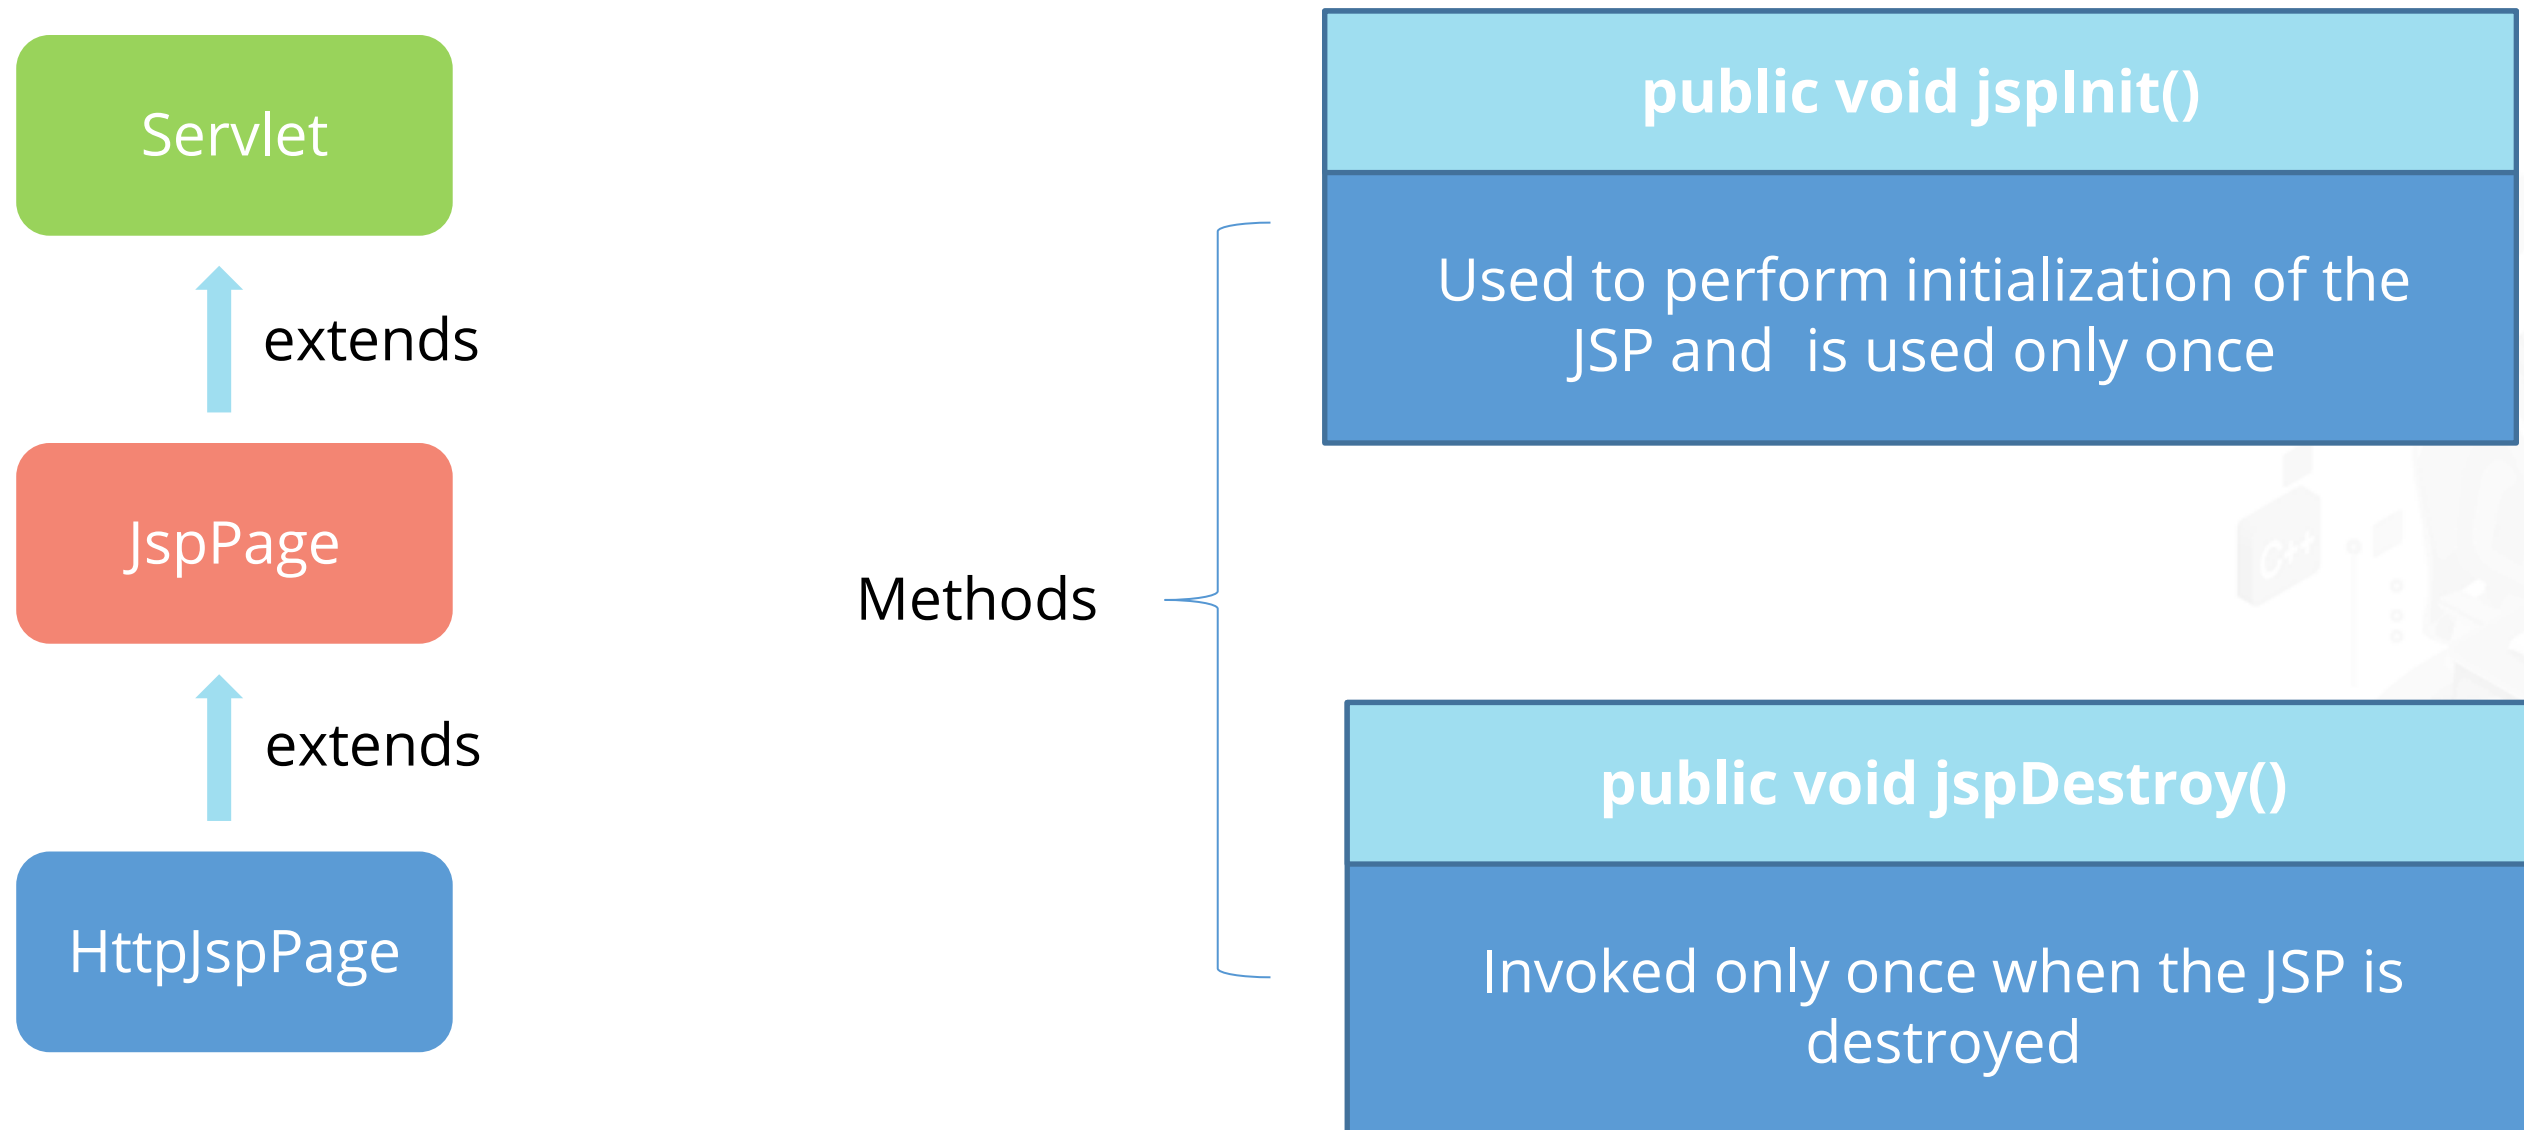 Servlet
extends
JspPage
extends
HttpJspPage
Methods
public void jspInit()
Used to perform initialization of the
JSP and  is used only once
C++
public void jspDestroy()
Invoked only once when the JSP is
destroyed